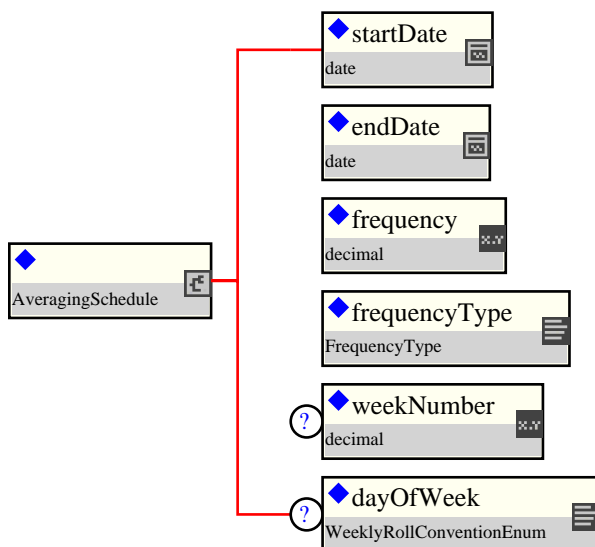 startDate
date
endDate
date
frequency
x.y
decimal
AveragingSchedule
frequencyType
FrequencyType
?
weekNumber
x.y
decimal
?
dayOfWeek
WeeklyRollConventionEnum